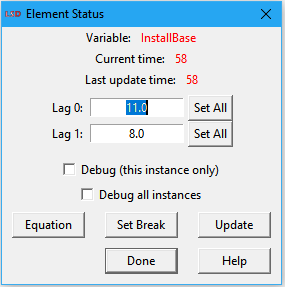 LSD Element Status
Variable: InstallBase
Current time: 58
Last update time: 58
Lag 0: 11.0 Set All
Lag 1: 8.0 Set All
Debug (this instance only)
Debug all instances
Equation Set Break Update
Done Help